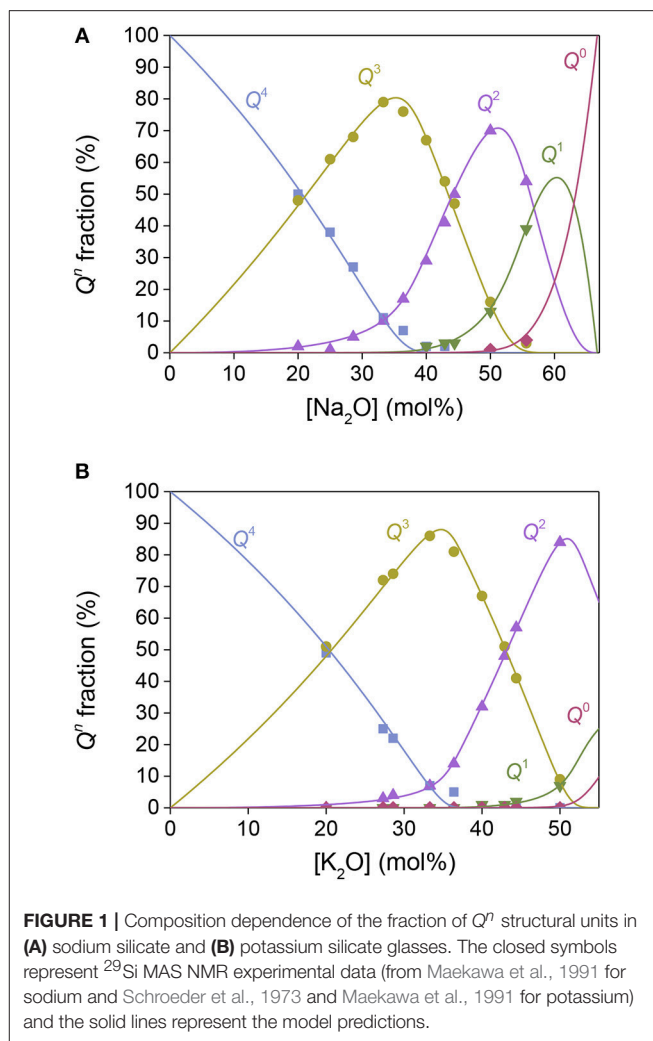 A
100
90
80
70
60
50
40
30
20
10
0
Qⁿ fraction (%)
Q⁴
Q³
Q²
Q¹
Q⁰
0 10 20 30 40 50 60
[Na₂O] (mol%)
B
100
90
80
70
60
50
40
30
20
10
0
Qⁿ fraction (%)
Q⁴
Q³
Q²
Q¹
Q⁰
0 10 20 30 40 50
[K₂O] (mol%)
FIGURE 1 | Composition dependence of the fraction of Qⁿ structural units in
(A) sodium silicate and (B) potassium silicate glasses. The closed symbols
represent ²⁹Si MAS NMR experimental data (from Maekawa et al., 1991 for
sodium and Schroeder et al., 1973 and Maekawa et al., 1991 for potassium)
and the solid lines represent the model predictions.